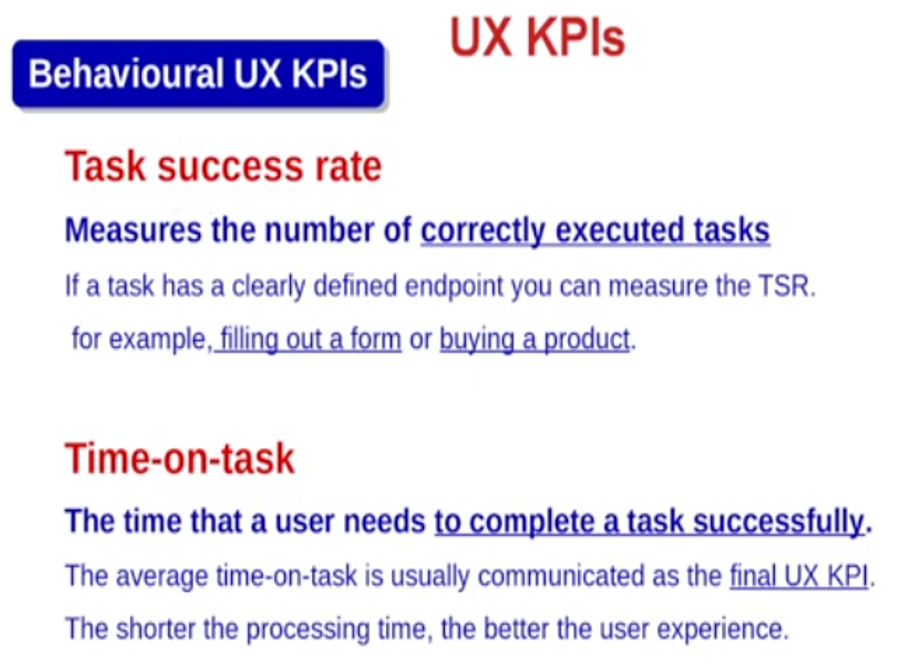 UX KPIs
Behavioural UX KPIs
Task success rate
Measures the number of correctly executed tasks
If a task has a clearly defined endpoint you can measure the TSR.
for example, filling out a form or buying a product.
Time-on-task
The time that a user needs to complete a task successfully.
The average time-on-task is usually communicated as the final UX KPI.
The shorter the processing time, the better the user experience.